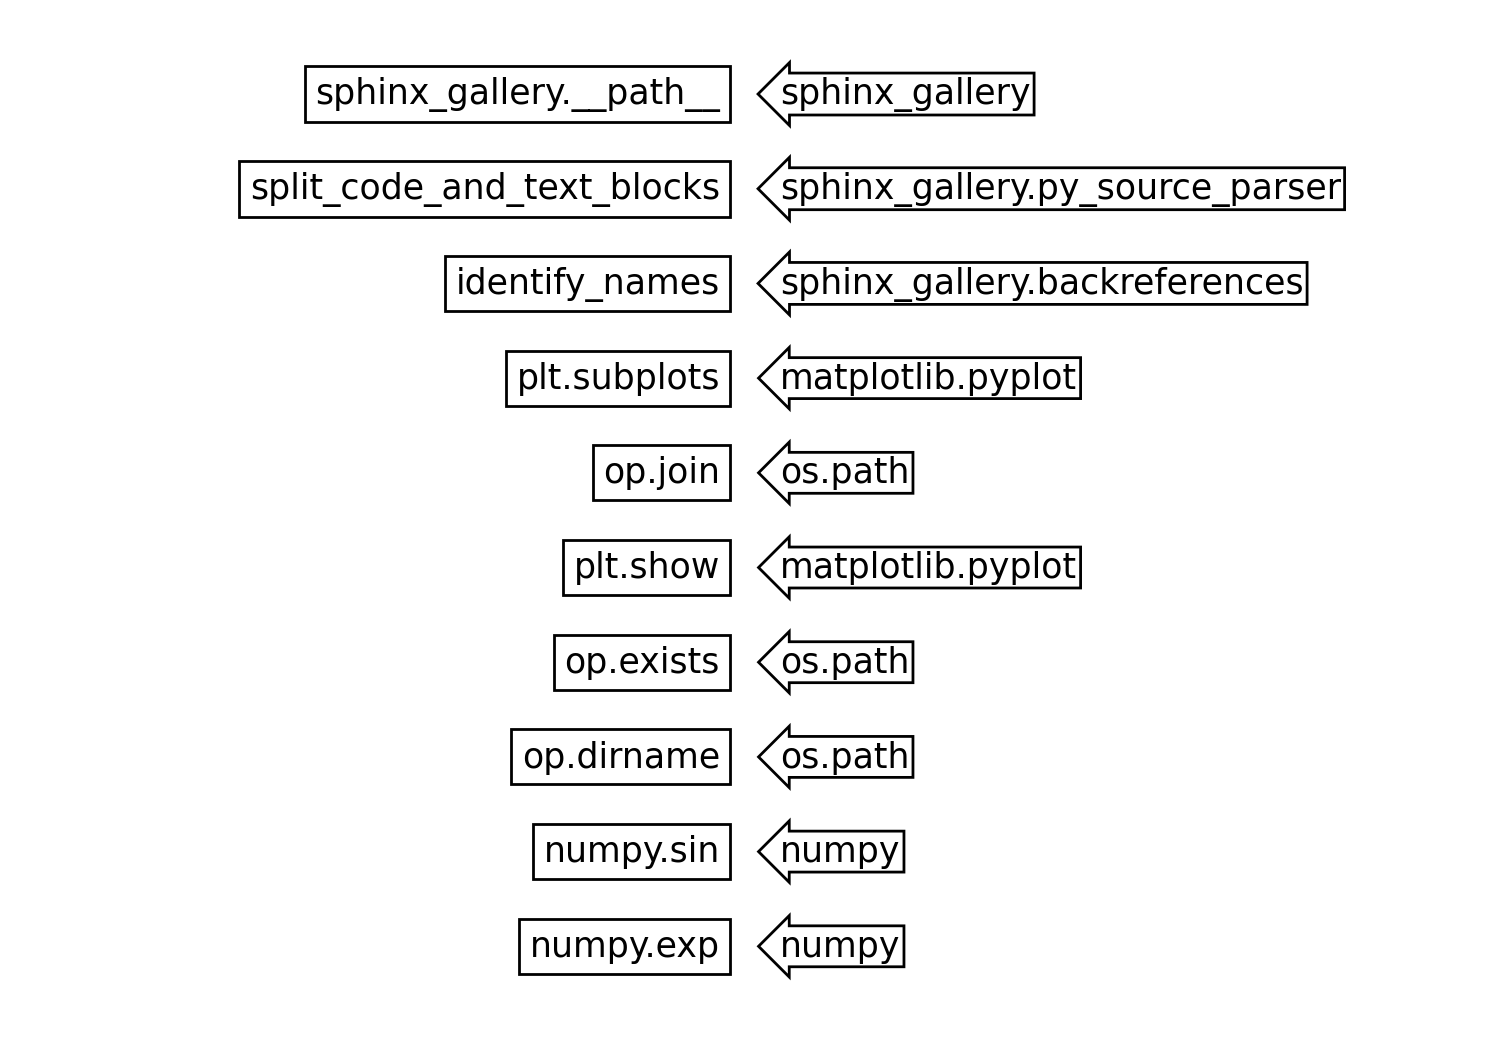 sphinx_gallery.__path__ sphinx_gallery
split_code_and_text_blocks sphinx_gallery.py_source_parser
identify_names sphinx_gallery.backreferences
plt.subplots matplotlib.pyplot
op.join os.path
plt.show matplotlib.pyplot
op.exists os.path
op.dirname os.path
numpy.sin numpy
numpy.exp numpy